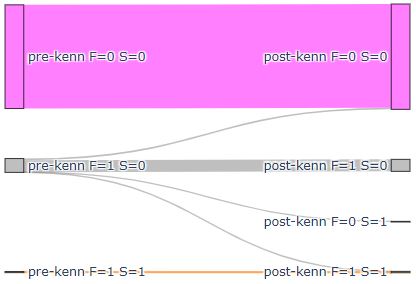 pre-kenn F=0 S=0 post-kenn F=0 S=0
pre-kenn F=1 S=0 post-kenn F=1 S=0
post-kenn F=0 S=1
pre-kenn F=1 S=1 post-kenn F=1 S=1